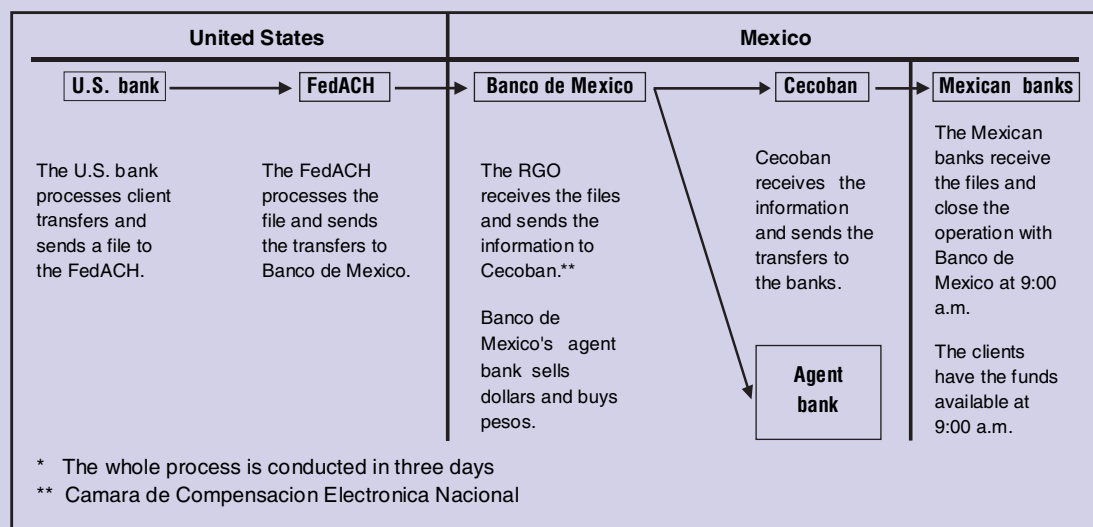 United States
Mexico
U.S. bank
FedACH
Banco de Mexico
Cecoban
Mexican banks
The U.S. bank
processes client
transfers and
sends a file to
the FedACH.
The FedACH
processes the
file and sends
the transfers to
Banco de Mexico.
The RGO
receives the files
and sends the
information to
Cecoban.**
Banco de
Mexico's agent
bank sells
dollars and buys
pesos.
Cecoban
receives the
information
and sends the
transfers to
the banks.
Agent
bank
The Mexican
banks receive
the files and
close the
operation with
Banco de
Mexico at 9:00
a.m.
The clients
have the funds
available at
9:00 a.m.
* The whole process is conducted in three days
** Camara de Compensacion Electronica Nacional